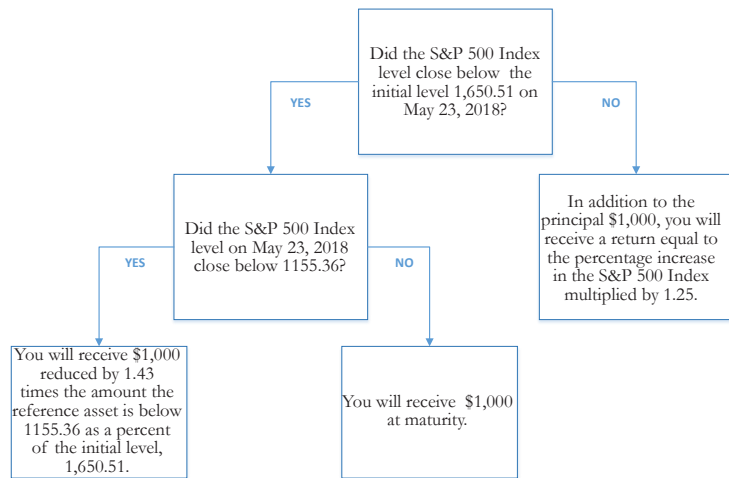 Did the S&P 500 Index
level close below the
initial level 1,650.51 on
May 23, 2018?
YES
NO
Did the S&P 500 Index
level on May 23, 2018
close below 1155.36?
In addition to the
principal $1,000, you will
receive a return equal to
the percentage increase
in the S&P 500 Index
multiplied by 1.25.
YES
NO
You will receive $1,000
reduced by 1.43
times the amount the
reference asset is below
1155.36 as a percent
of the initial level,
1,650.51.
You will receive $1,000
at maturity.